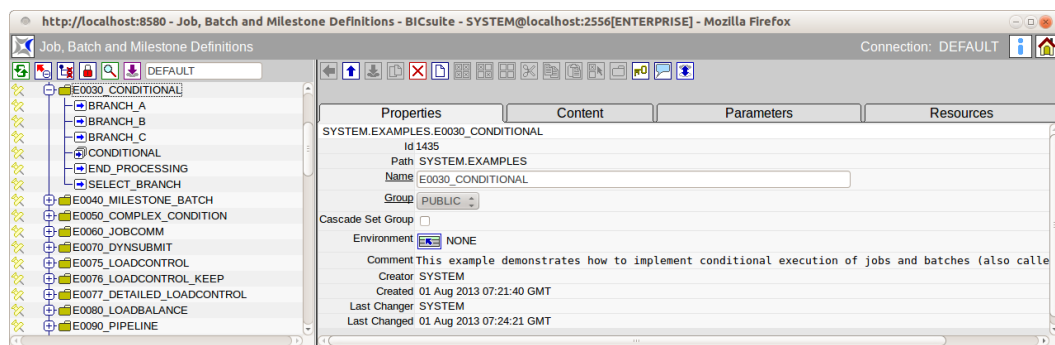 http://localhost:8580 - Job, Batch and Milestone Definitions - BICsuite - SYSTEM@localhost:2556[ENTERPRISE] - Mozilla Firefox
Job, Batch and Milestone Definitions
Connection: DEFAULT
DEFAULT
E0030_CONDITIONAL
BRANCH_A
BRANCH_B
BRANCH_C
CONDITIONAL
END_PROCESSING
SELECT_BRANCH
E0040_MILESTONE_BATCH
E0050_COMPLEX_CONDITION
E0060_JOBCOMM
E0070_DYNSUBMIT
E0075_LOADCONTROL
E0076_LOADCONTROL_KEEP
E0077_DETAILED_LOADCONTROL
E0080_LOADBALANCE
E0090_PIPELINE
Properties Content Parameters Resources
SYSTEM.EXAMPLES.E0030_CONDITIONAL
Id 1435
Path SYSTEM.EXAMPLES
Name E0030_CONDITIONAL
Group PUBLIC
Cascade Set Group
Environment NONE
Comment This example demonstrates how to implement conditional execution of jobs and batches (also calle
Creator SYSTEM
Created 01 Aug 2013 07:21:40 GMT
Last Changer SYSTEM
Last Changed 01 Aug 2013 07:24:21 GMT